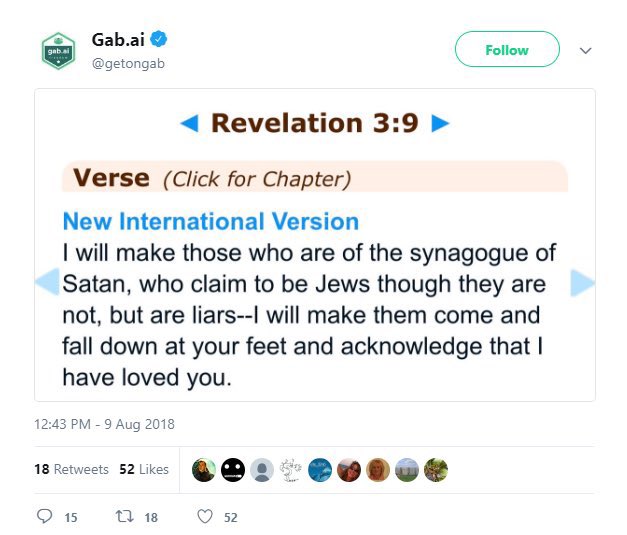 Gab.ai
@getongab
Follow
gab.ai
Revelation 3:9
Verse (Click for Chapter)
New International Version
I will make those who are of the synagogue of
Satan, who claim to be Jews though they are
not, but are liars--I will make them come and
fall down at your feet and acknowledge that I
have loved you.
12:43 PM - 9 Aug 2018
18 Retweets 52 Likes
15 18 52